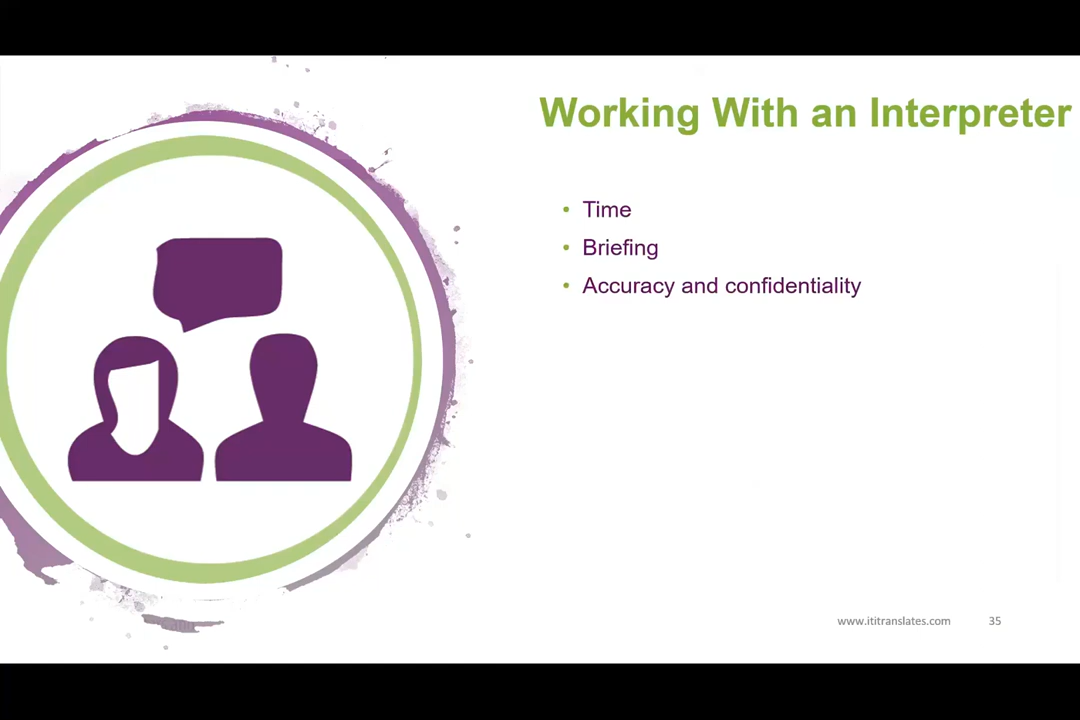 Working With an Interpreter
• Time
• Briefing
• Accuracy and confidentiality
www.ititranslates.com 35